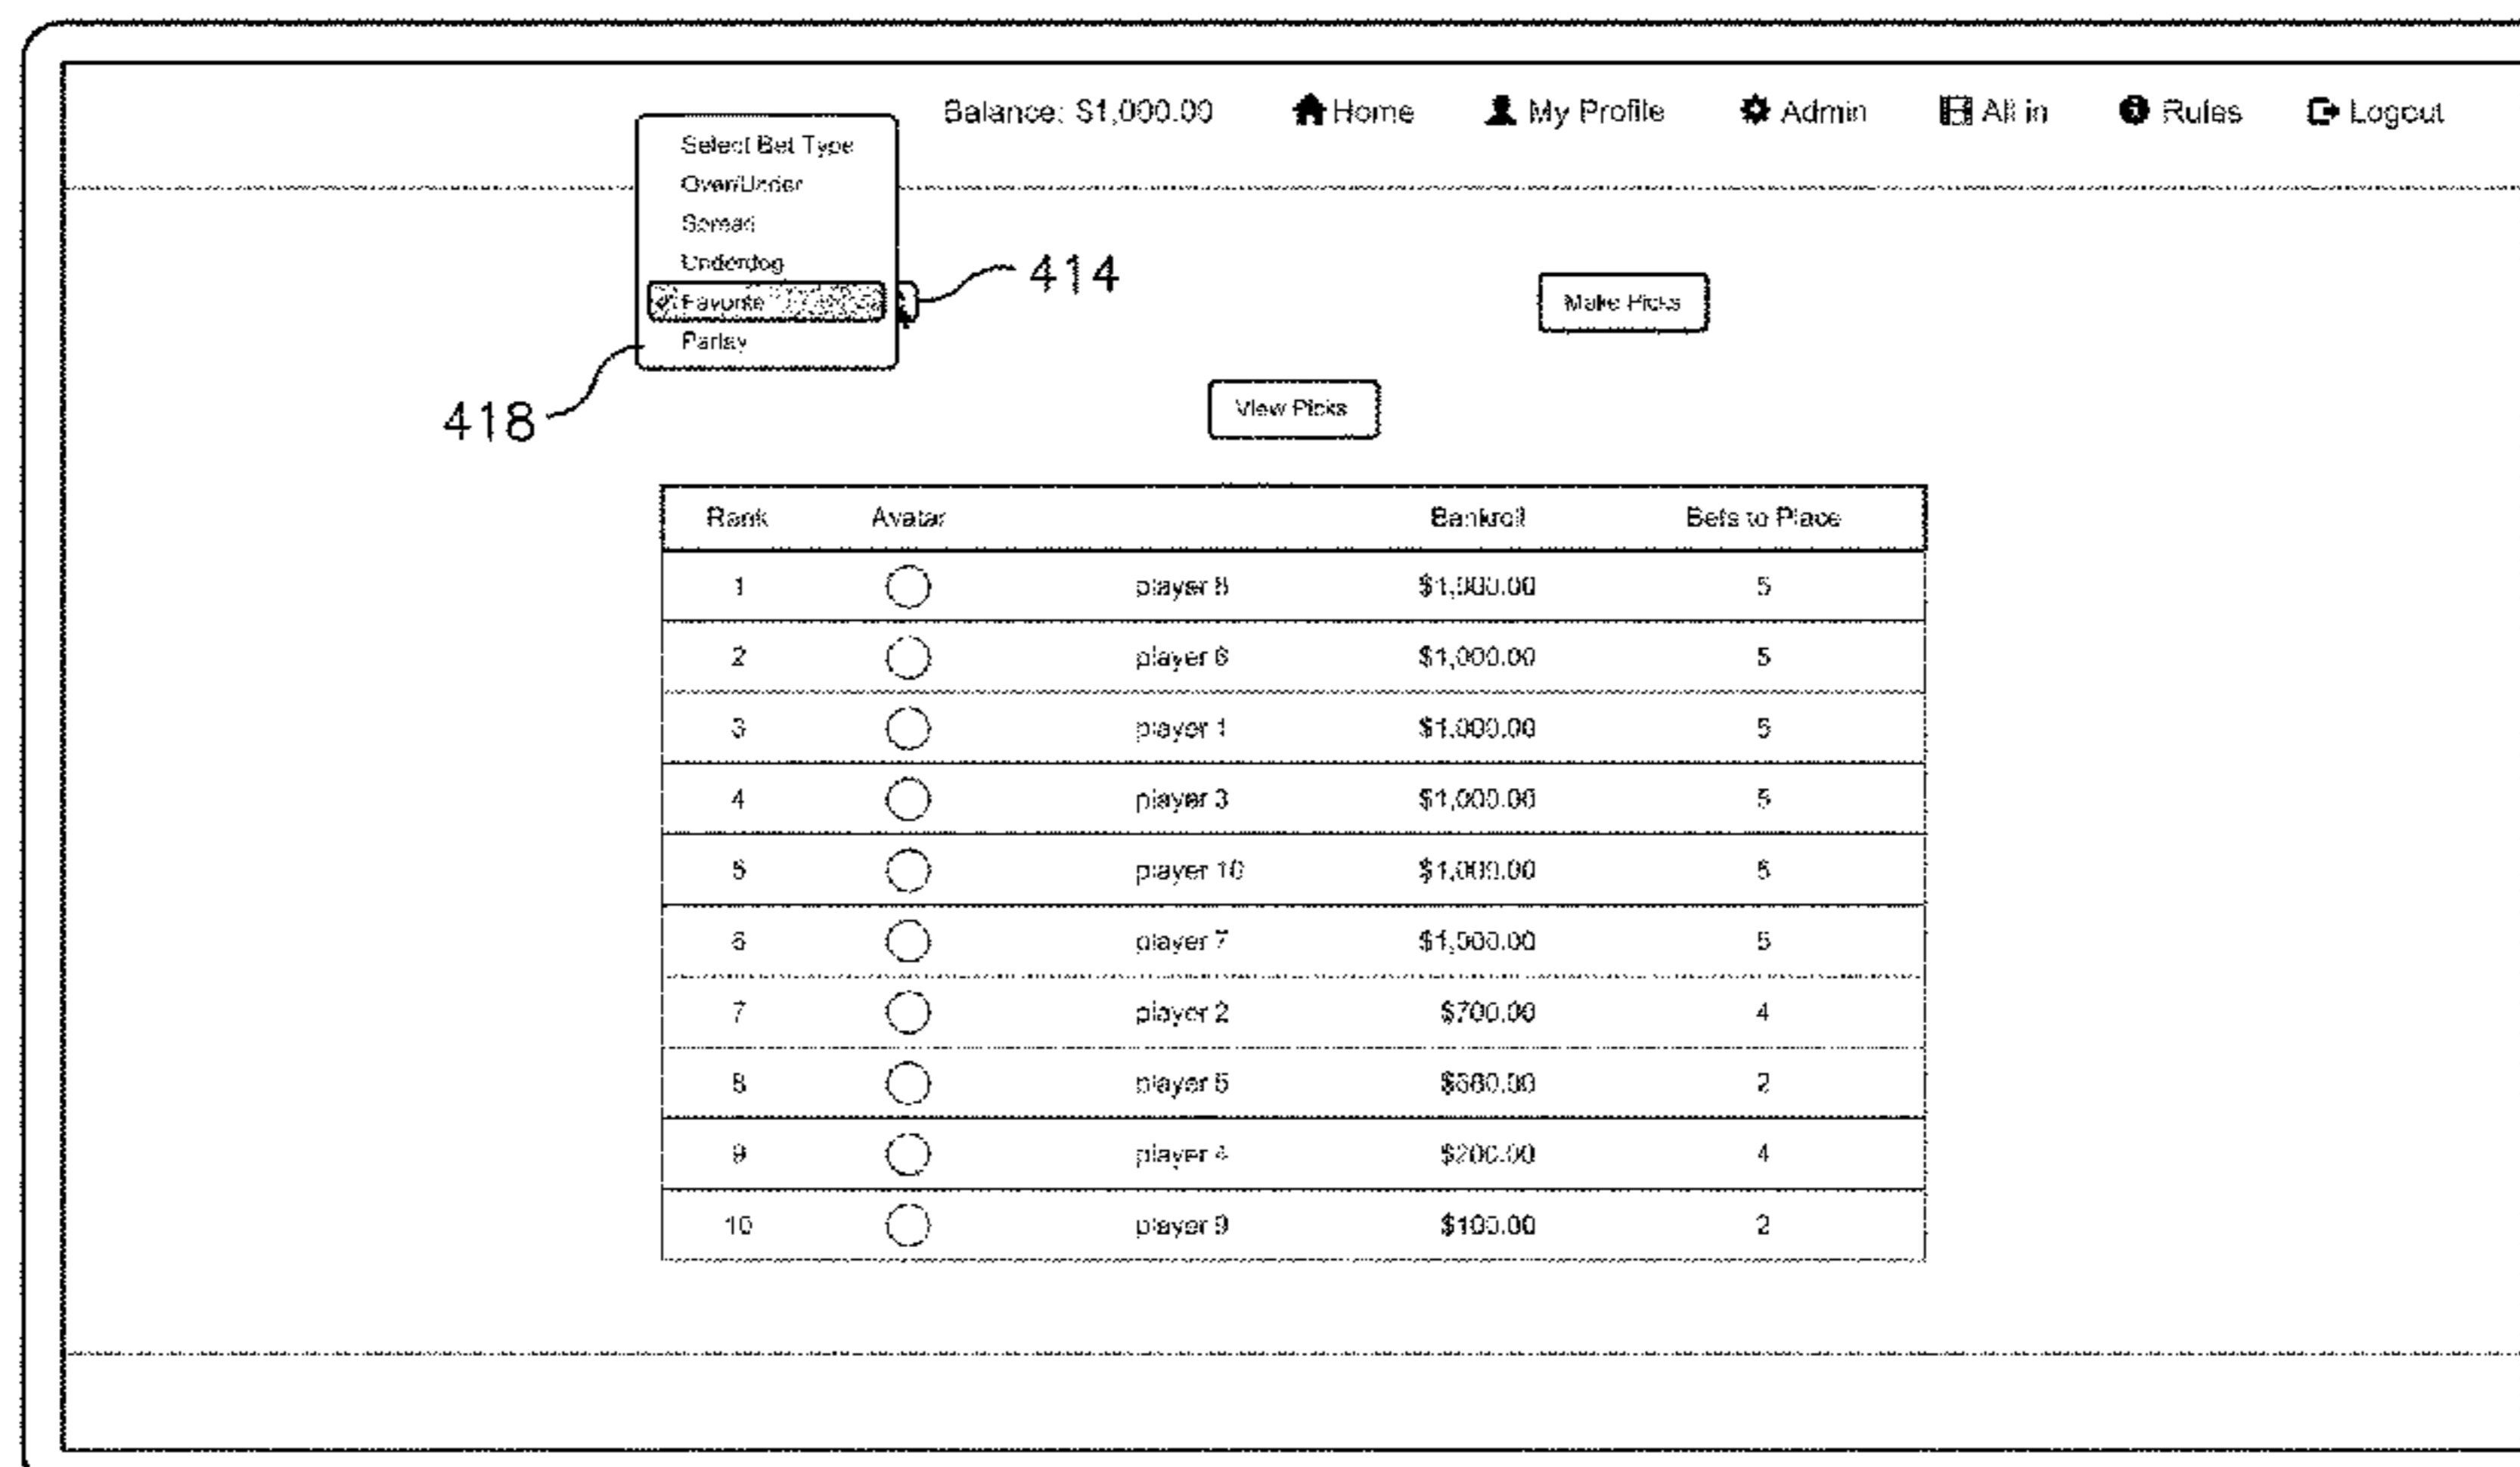 Balance: $1,000.00 Home My Profile Admin All in Rules Logout
Select Bet Type
Over/Under
Spread
Underdog
Favorite
Parlay
414
418
Make Picks
View Picks
Rank Avatar Bankroll Bets to Place
1 player 8 $1,000.00 5
2 player 6 $1,000.00 5
3 player 1 $1,000.00 5
4 player 3 $1,000.00 5
5 player 10 $1,000.00 5
6 player 7 5
7 player 2 $700.00 4
8 player 5 2
9 player 4 $200.00 4
10 player 9 $100.00 2